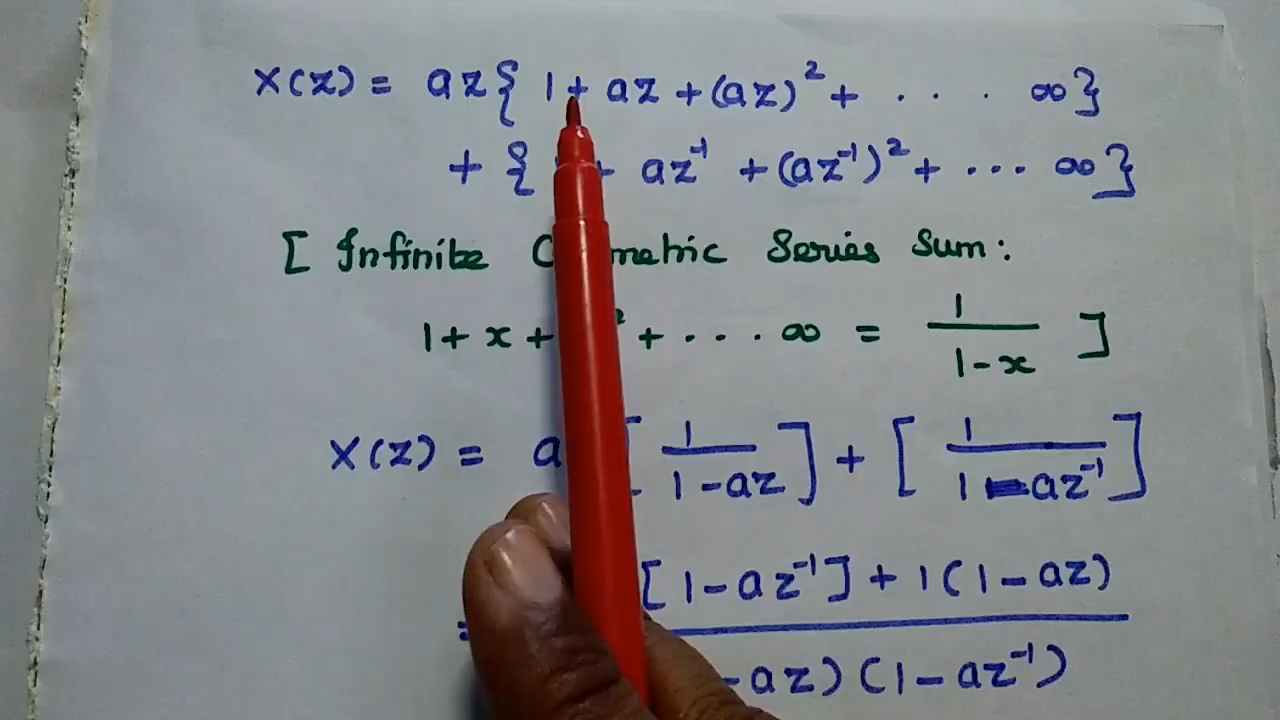 X(z) = az{ 1 + az + (az)² + . . . ∞}
+ { + az⁻¹ + (az⁻¹)² + ... ∞}
[ Infinite Series Sum:
1 + x + ² + .... ∞ = 1/(1-x) ]
X(z) = a [ 1/(1-az) ] + [ 1/(1-az⁻¹) ]
= [1-az⁻¹] + 1(1-az)
-az)(1-az⁻¹)